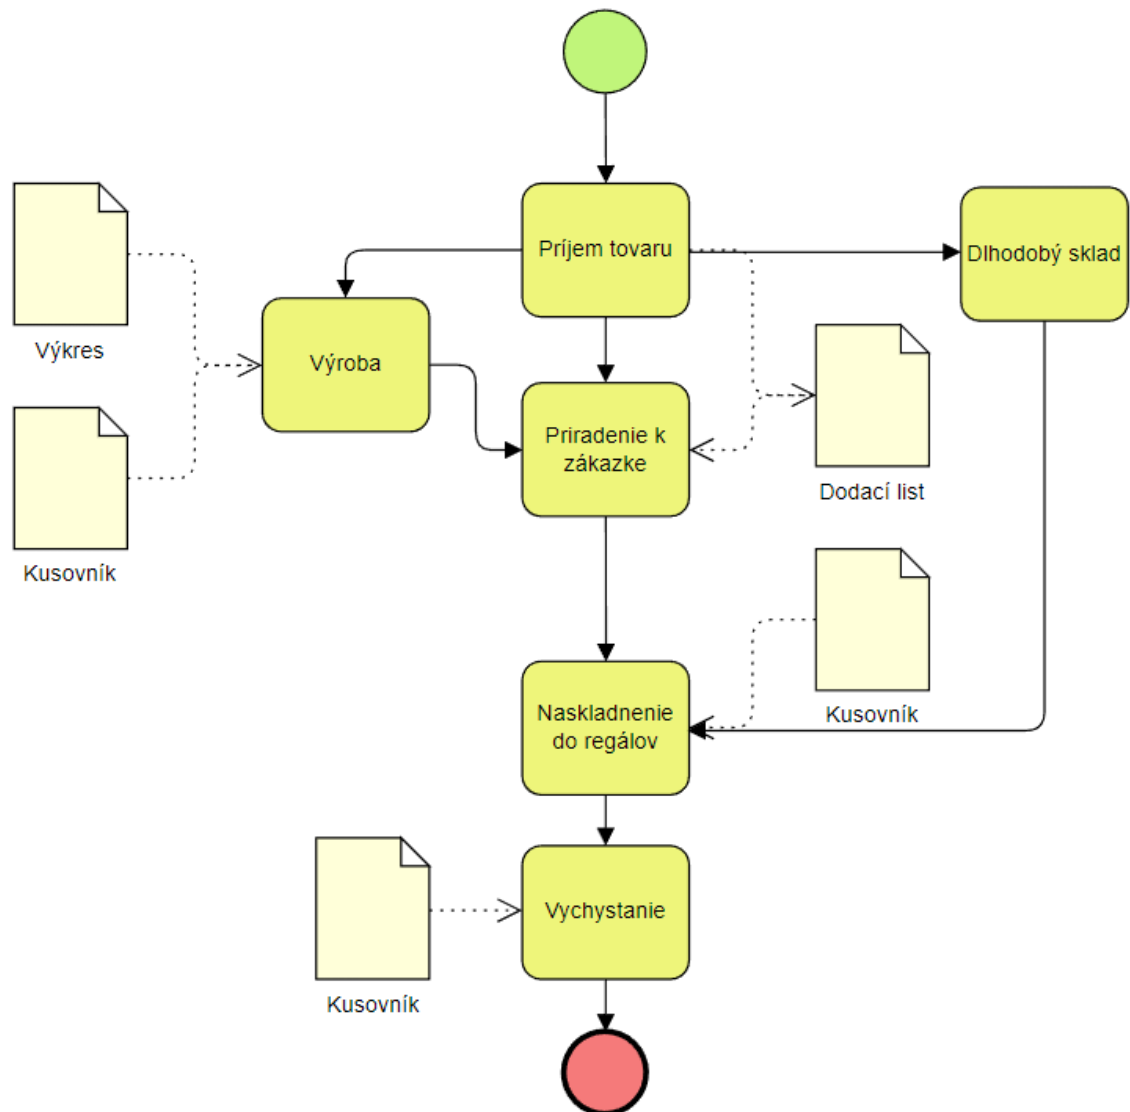 Príjem tovaru
Dlhodobý sklad
Výkres
Výroba
Priradenie k
zákazke
Dodací list
Kusovník
Naskladnenie
do regálov
Kusovník
Vychystanie
Kusovník